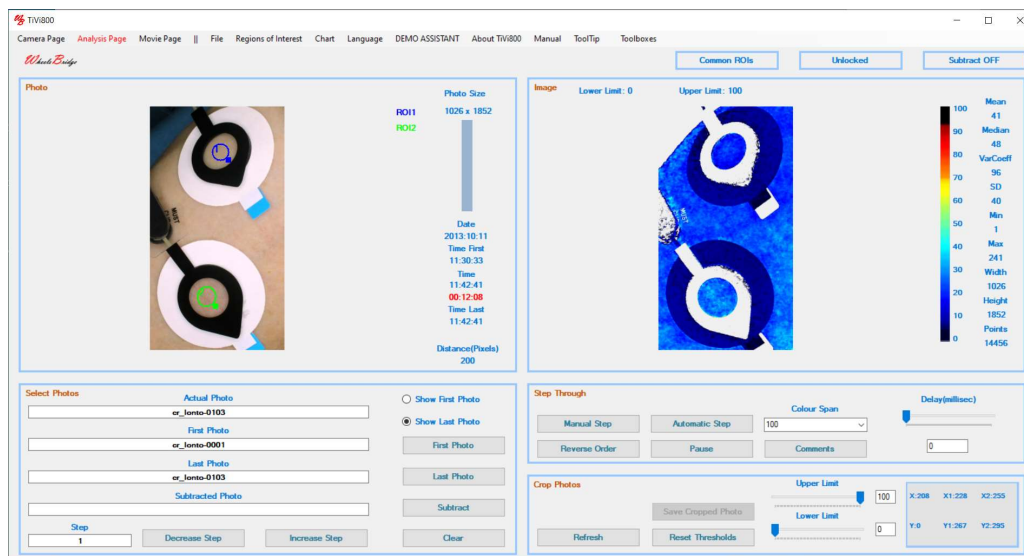 TiVi800
Camera Page Analysis Page Movie Page || File Regions of Interest Chart Language DEMO ASSISTANT About TiVi800 Manual ToolTip Toolboxes
WheelsBridge
Common ROIs Unlocked Subtract OFF
Photo
Photo Size
1026 x 1852
ROI1
ROI2
1
MUST
Date
2013:10:11
Time First
11:30:33
Time
11:42:41
00:12:08
Time Last
11:42:41
Distance(Pixels)
200
Image Lower Limit: 0 Upper Limit: 100
100
90
80
70
60
50
40
30
20
10
0
Mean
41
Median
48
VarCoeff
96
SD
40
Min
1
Max
241
Width
1026
Height
1852
Points
14456
Select Photos
Actual Photo
cr_Ionto-0103
First Photo
cr_Ionto-0001
Last Photo
cr_Ionto-0103
Subtracted Photo
Step
1
Decrease Step Increase Step
Show First Photo
Show Last Photo
First Photo
Last Photo
Subtract
Clear
Step Through
Manual Step Automatic Step
Reverse Order Pause
Colour Span
100
Comments
Delay(millisec)
0
Crop Photos
Save Cropped Photo
Refresh Reset Thresholds
Upper Limit
100
Lower Limit
0
X:208 X1:228 X2:255
Y:0 Y1:267 Y2:295